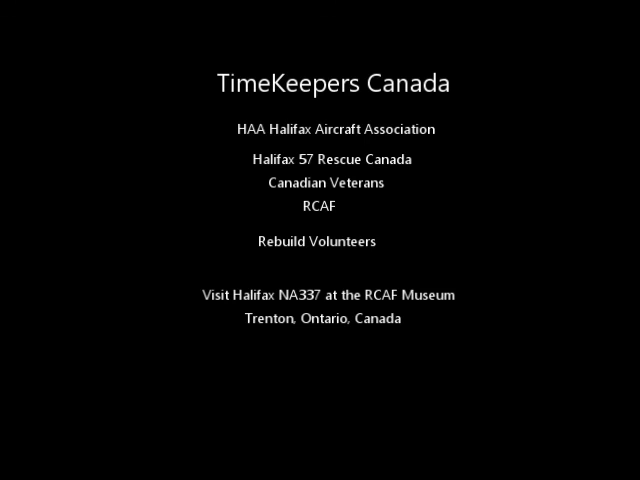 TimeKeepers Canada
HAA Halifax Aircraft Association
Halifax 57 Rescue Canada
Canadian Veterans
RCAF
Rebuild Volunteers
Visit Halifax NA337 at the RCAF Museum
Trenton, Ontario, Canada